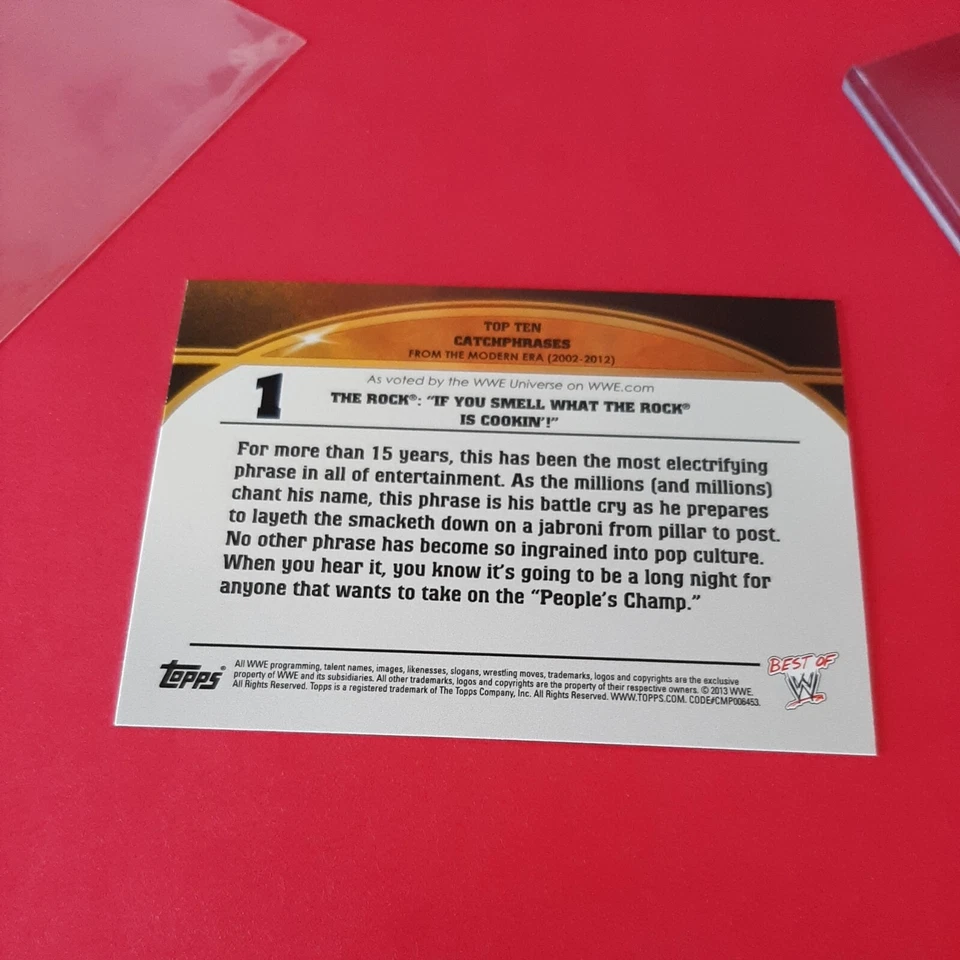 TOP TEN
CATCHPHRASES
FROM THE MODERN ERA (2002-2012)
1
As voted by the WWE Universe on WWE.com
THE ROCK®: “IF YOU SMELL WHAT THE ROCK®
IS COOKIN’!”
For more than 15 years, this has been the most electrifying
phrase in all of entertainment. As the millions (and millions)
chant his name, this phrase is his battle cry as he prepares
to layeth the smacketh down on a jabroni from pillar to post.
No other phrase has become so ingrained into pop culture.
When you hear it, you know it’s going to be a long night for
anyone that wants to take on the “People’s Champ.”
Topps®
All WWE programming, talent names, images, likenesses, slogans, wrestling moves, trademarks, logos and copyrights are the exclusive
property of WWE and its subsidiaries. All other trademarks, logos and copyrights are the property of their respective owners. © 2013 WWE.
All Rights Reserved. Topps is a registered trademark of The Topps Company, Inc. All Rights Reserved. WWW.TOPPS.COM. CODE#CMP006453.
BEST OF
W